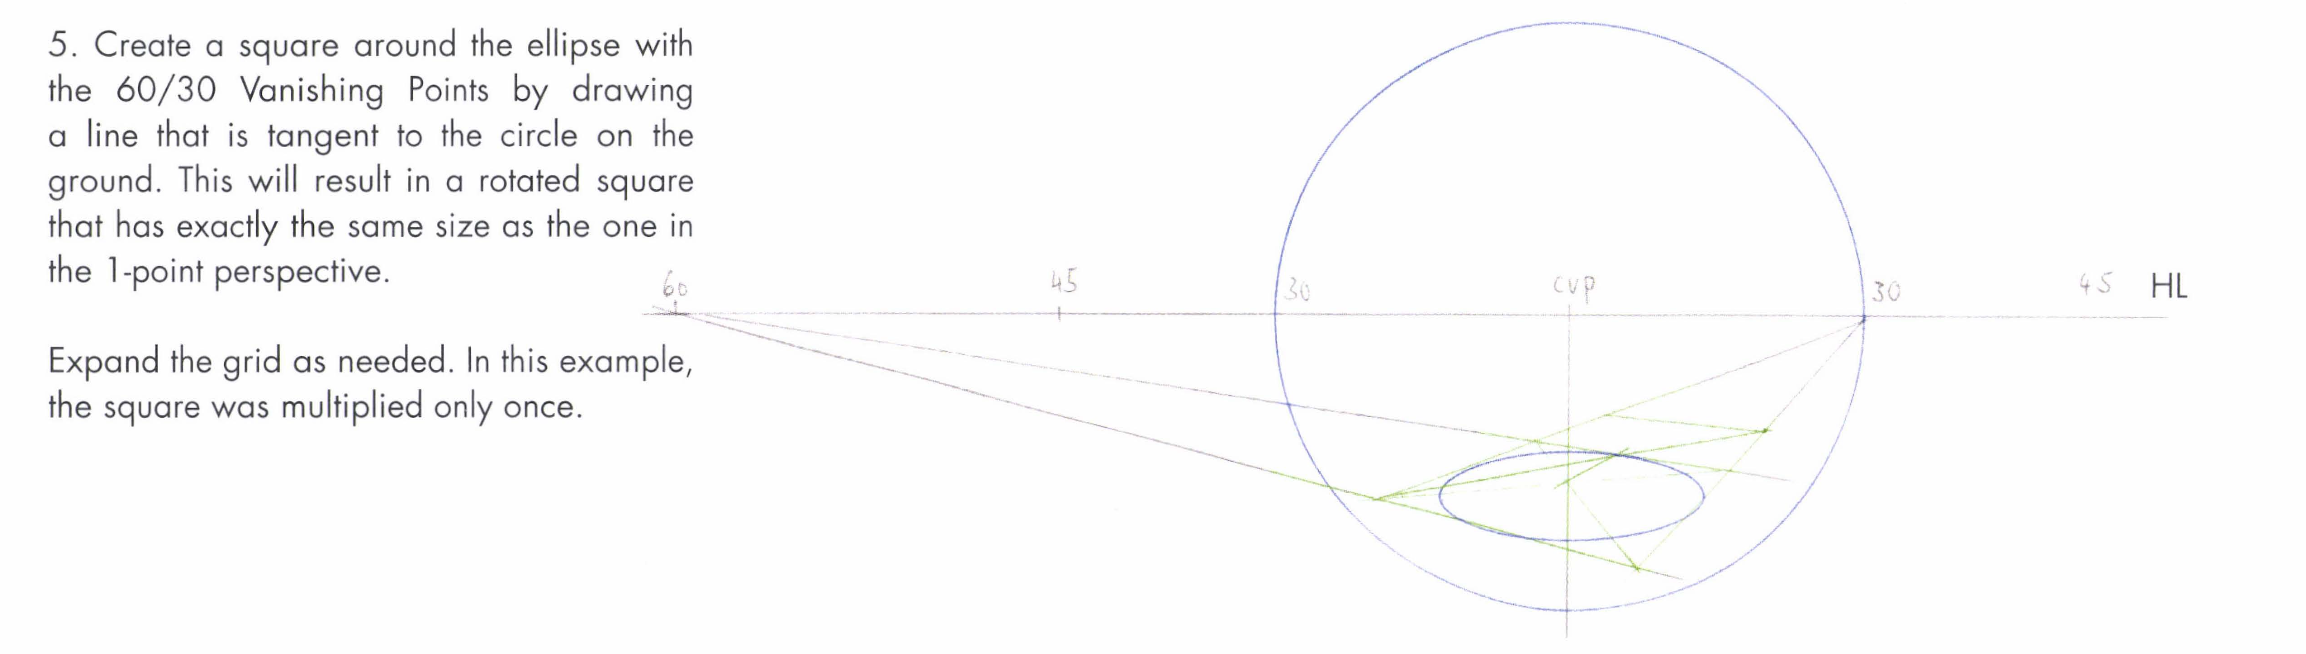 5. Create a square around the ellipse with
the 60/30 Vanishing Points by drawing
a line that is tangent to the circle on the
ground. This will result in a rotated square
that has exactly the same size as the one in
the 1-point perspective.
Expand the grid as needed. In this example,
the square was multiplied only once.
60
45
30
CVP
30
45
HL